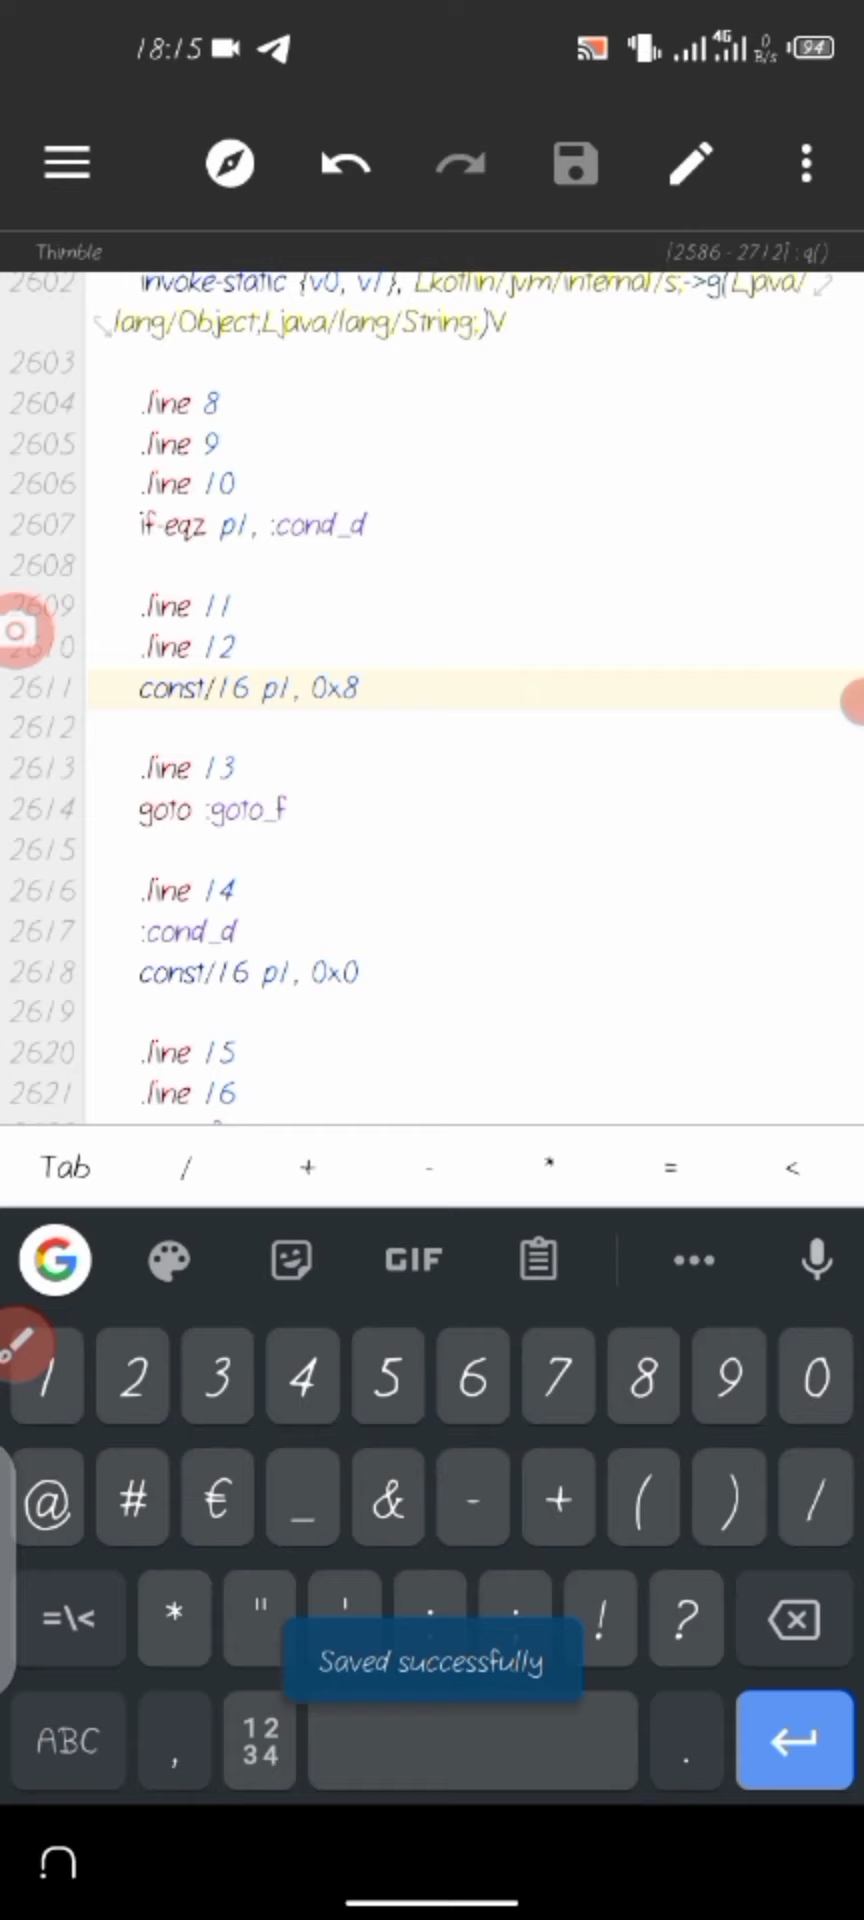 18:15 4G 0 B/s 94
Thimble [2586 - 2712] : q()
2602 invoke-static {v0, v1}, Lkotlin/jvm/internal/s;->g(Ljava/
lang/Object;Ljava/lang/String;)V
2603
2604 .line 8
2605 .line 9
2606 .line 10
2607 if-eqz p1, :cond_d
2608
2609 .line 11
2610 .line 12
2611 const/16 p1, 0x8
2612
2613 .line 13
2614 goto :goto_f
2615
2616 .line 14
2617 :cond_d
2618 const/16 p1, 0x0
2619
2620 .line 15
2621 .line 16
Tab / + - * = <
G GIF
1 2 3 4 5 6 7 8 9 0
@ # € _ & - + ( ) /
=\< * " ' : ; ! ?
Saved successfully
ABC , 12 .
34